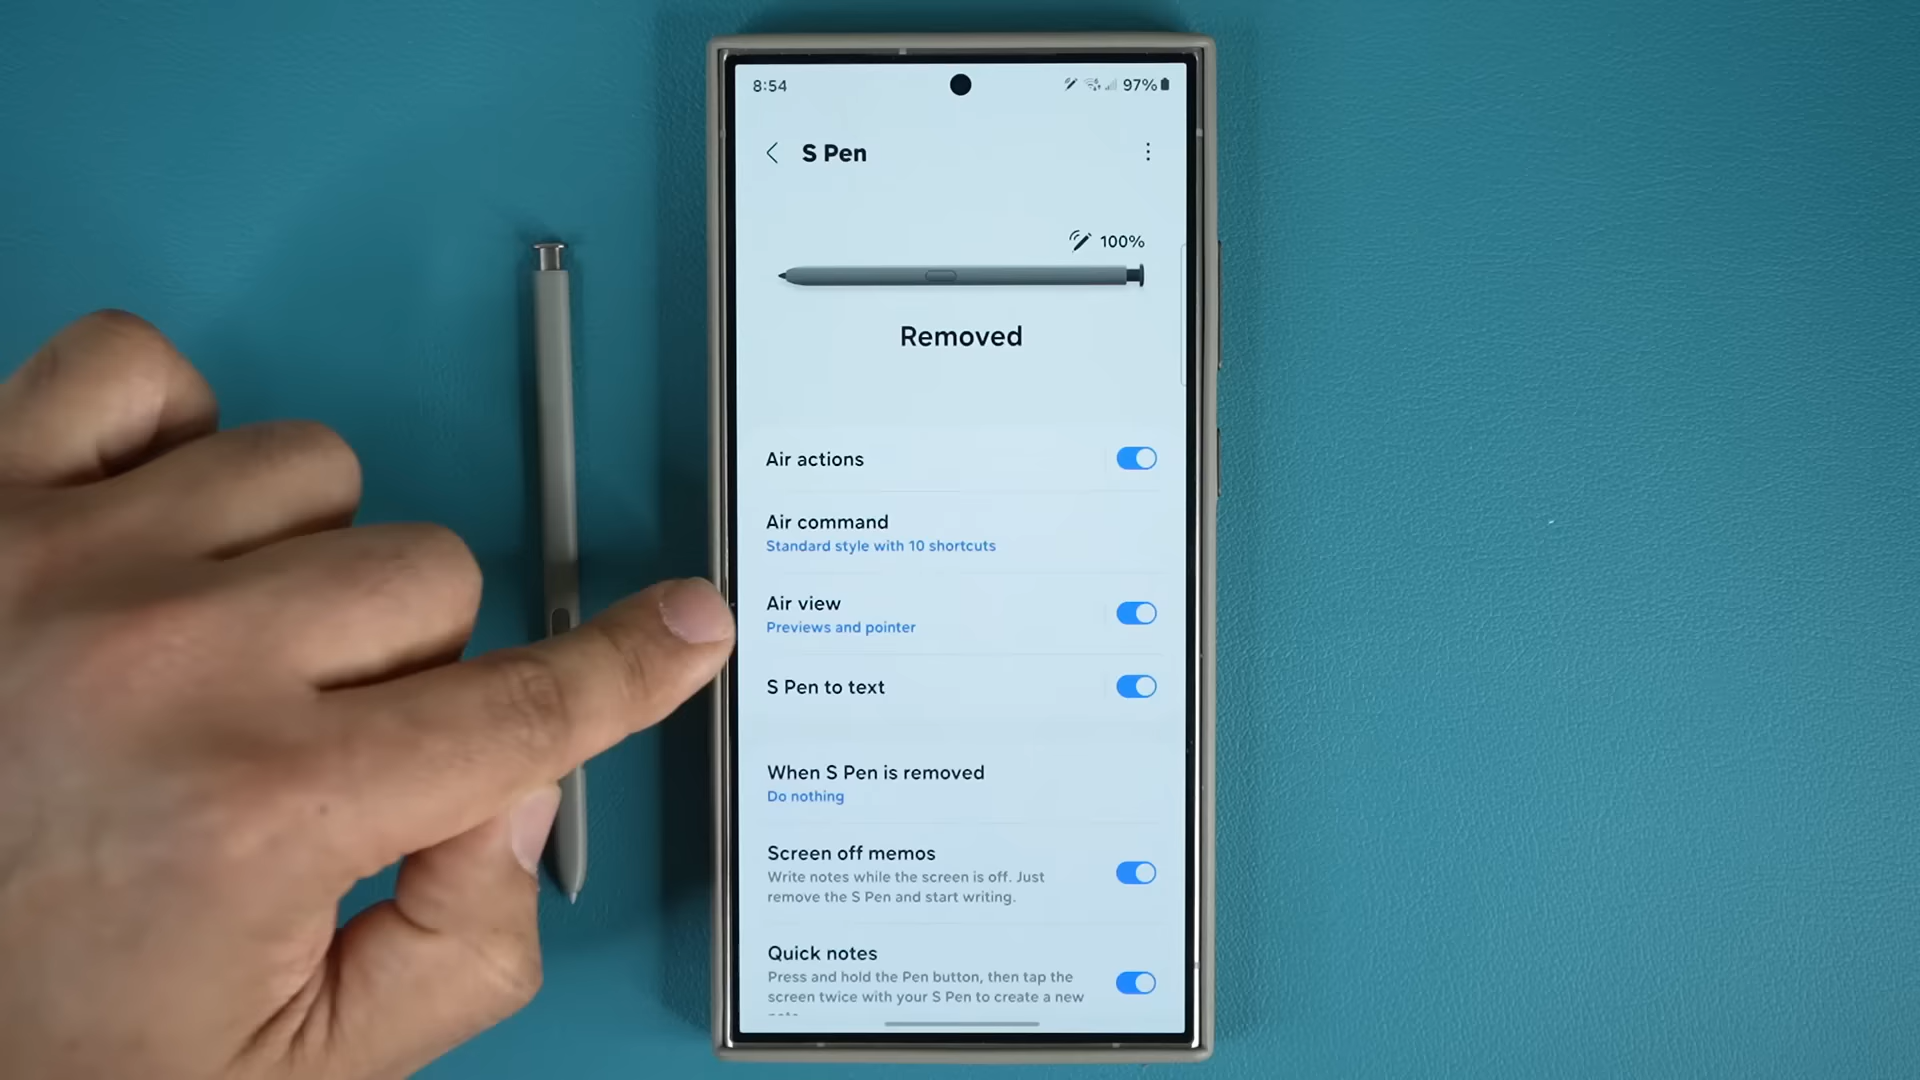 8:54
97%
S Pen
100%
Removed
Air actions
Air command
Standard style with 10 shortcuts
Air view
Previews and pointer
S Pen to text
When S Pen is removed
Do nothing
Screen off memos
Write notes while the screen is off. Just
remove the S Pen and start writing.
Quick notes
Press and hold the Pen button, then tap the
screen twice with your S Pen to create a new